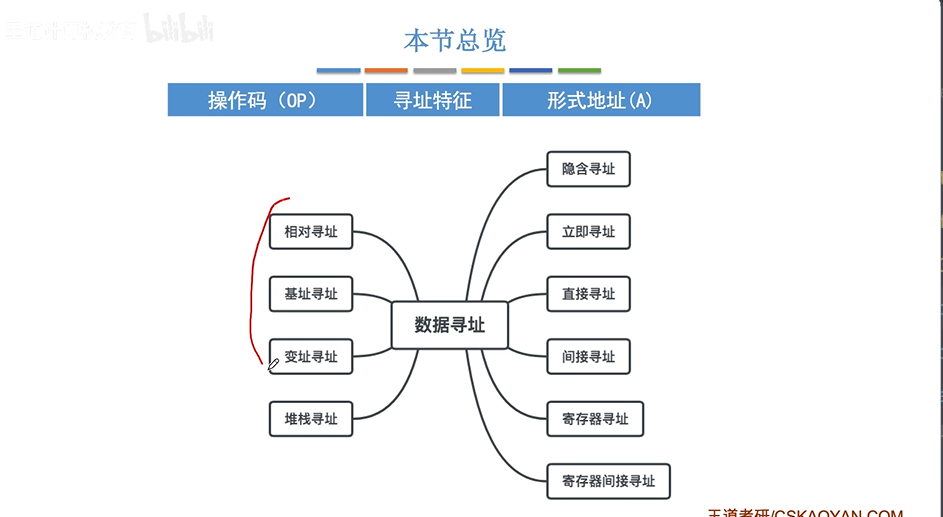 bilibili
本节总览
操作码（OP） 寻址特征 形式地址(A)
隐含寻址
相对寻址 立即寻址
基址寻址 直接寻址
数据寻址
变址寻址 间接寻址
堆栈寻址 寄存器寻址
寄存器间接寻址
王道考研/CSKAOYAN.COM